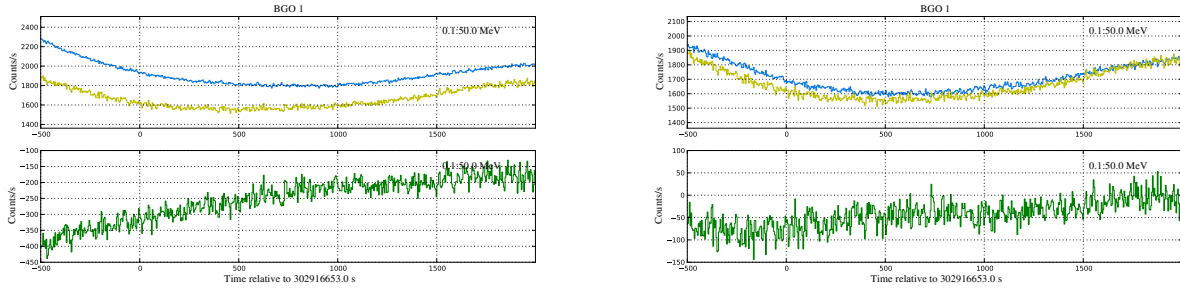 BGO 1
0.1:50.0 MeV
Counts/s
2400
2200
2000
1800
1600
1400
−500 0 500 1000 1500
0.1:50.0 MeV
Counts/s
−100
−150
−200
−250
−300
−350
−400
−450
−500 0 500 1000 1500
Time relative to 302916653.0 s
BGO 1
0.1:50.0 MeV
Counts/s
2100
2000
1900
1800
1700
1600
1500
1400
−500 0 500 1000 1500
0.1:50.0 MeV
Counts/s
100
50
0
−50
−100
−150
−500 0 500 1000 1500
Time relative to 302916653.0 s